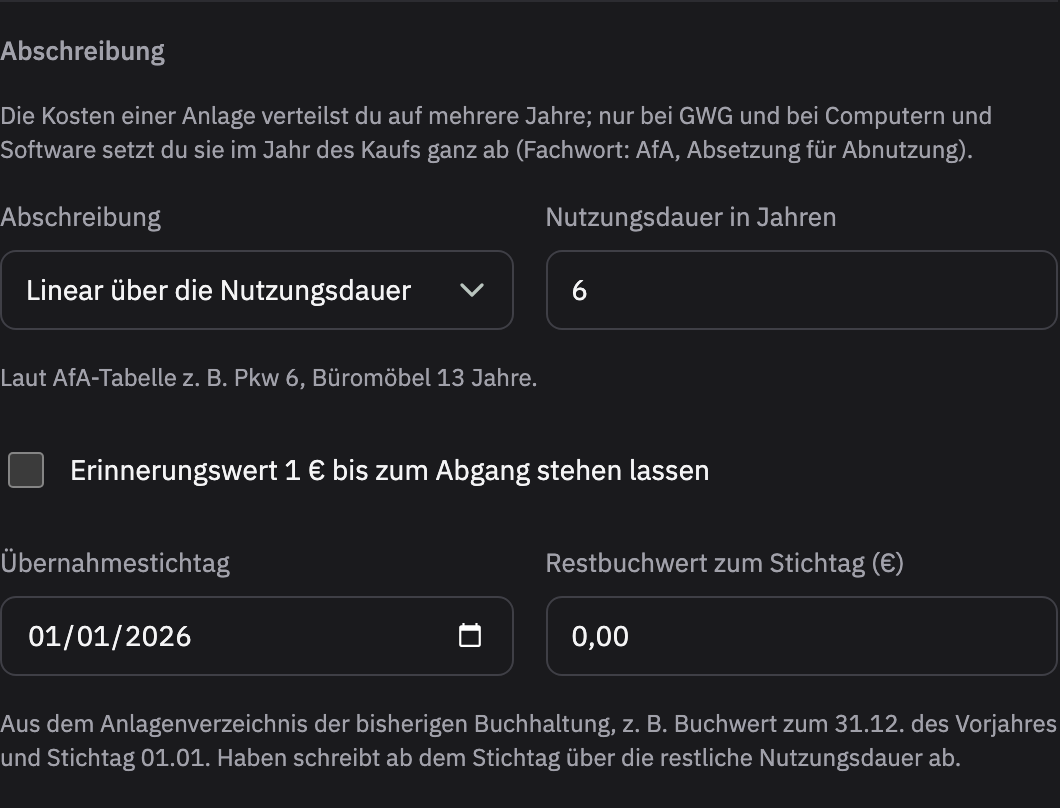 Abschreibung
Die Kosten einer Anlage verteilst du auf mehrere Jahre; nur bei GWG und bei Computern und
Software setzt du sie im Jahr des Kaufs ganz ab (Fachwort: AfA, Absetzung für Abnutzung).
Abschreibung
Nutzungsdauer in Jahren
Linear über die Nutzungsdauer
6
Laut AfA-Tabelle z. B. Pkw 6, Büromöbel 13 Jahre.
Erinnerungswert 1 € bis zum Abgang stehen lassen
Übernahmestichtag
Restbuchwert zum Stichtag (€)
01/01/2026
0,00
Aus dem Anlagenverzeichnis der bisherigen Buchhaltung, z. B. Buchwert zum 31.12. des Vorjahres
und Stichtag 01.01. Haben schreibt ab dem Stichtag über die restliche Nutzungsdauer ab.